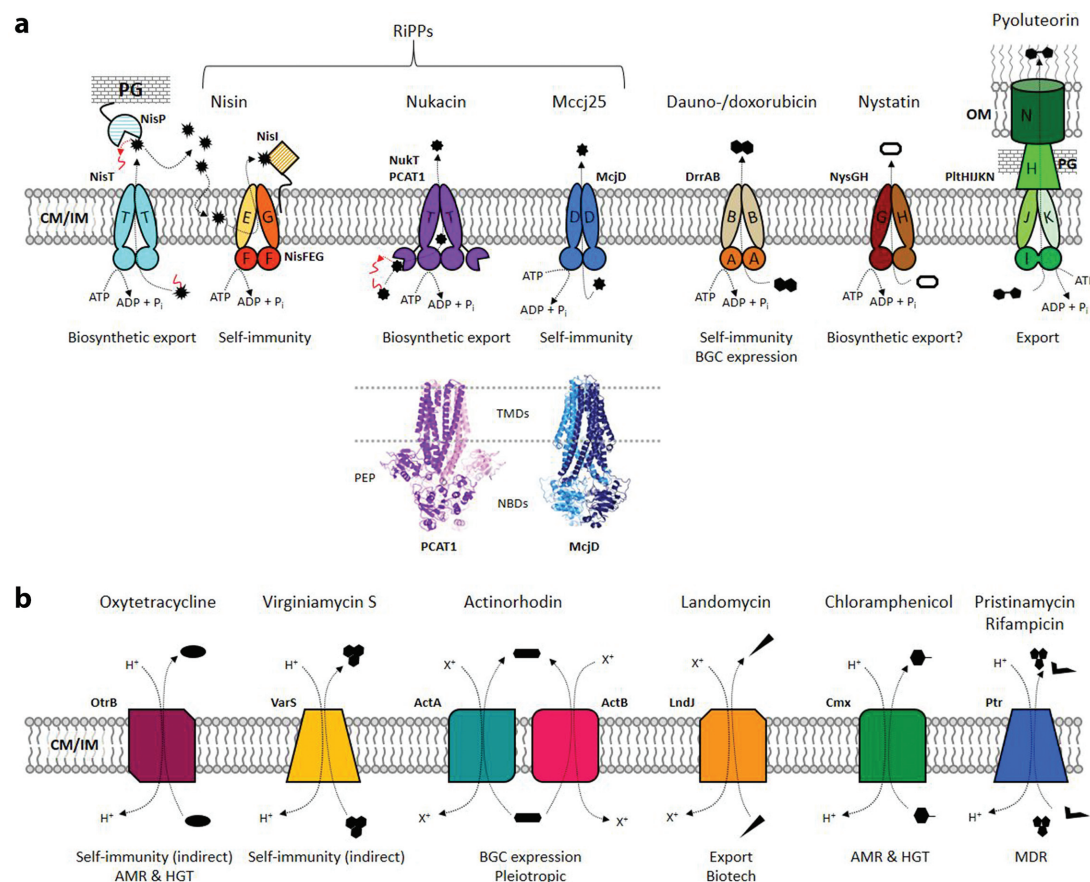 a
RiPPs
Pyoluteorin
PG
Nisin
Nukacin
Mccj25
Dauno-/doxorubicin
Nystatin
NisP
NisI
OM
N
NisT
NukT
PCAT1
McjD
DrrAB
NysGH
PltHIJKN
H
PG
CM/IM
T T
E G
T T
D D
B B
G H
J K
F F
NisFEG
A A
I
ATP
ADP + Pi
ATP
ADP + Pi
ATP
ADP + Pi
ATP
ADP + Pi
ATP
ADP + Pi
ATP
ADP + Pi
ATP
ADP + Pi
Biosynthetic export
Self-immunity
Biosynthetic export
Self-immunity
Self-immunity
BGC expression
Biosynthetic export?
Export
TMDs
PEP
NBDs
PCAT1
McjD
b
Oxytetracycline
Virginiamycin S
Actinorhodin
Landomycin
Chloramphenicol
Pristinamycin
Rifampicin
H+
H+
X+
X+
X+
H+
H+
OtrB
VarS
ActA
ActB
LndJ
Cmx
Ptr
CM/IM
H+
H+
X+
X+
X+
H+
H+
Self-immunity (indirect)
AMR & HGT
Self-immunity (indirect)
BGC expression
Pleiotropic
Export
Biotech
AMR & HGT
MDR